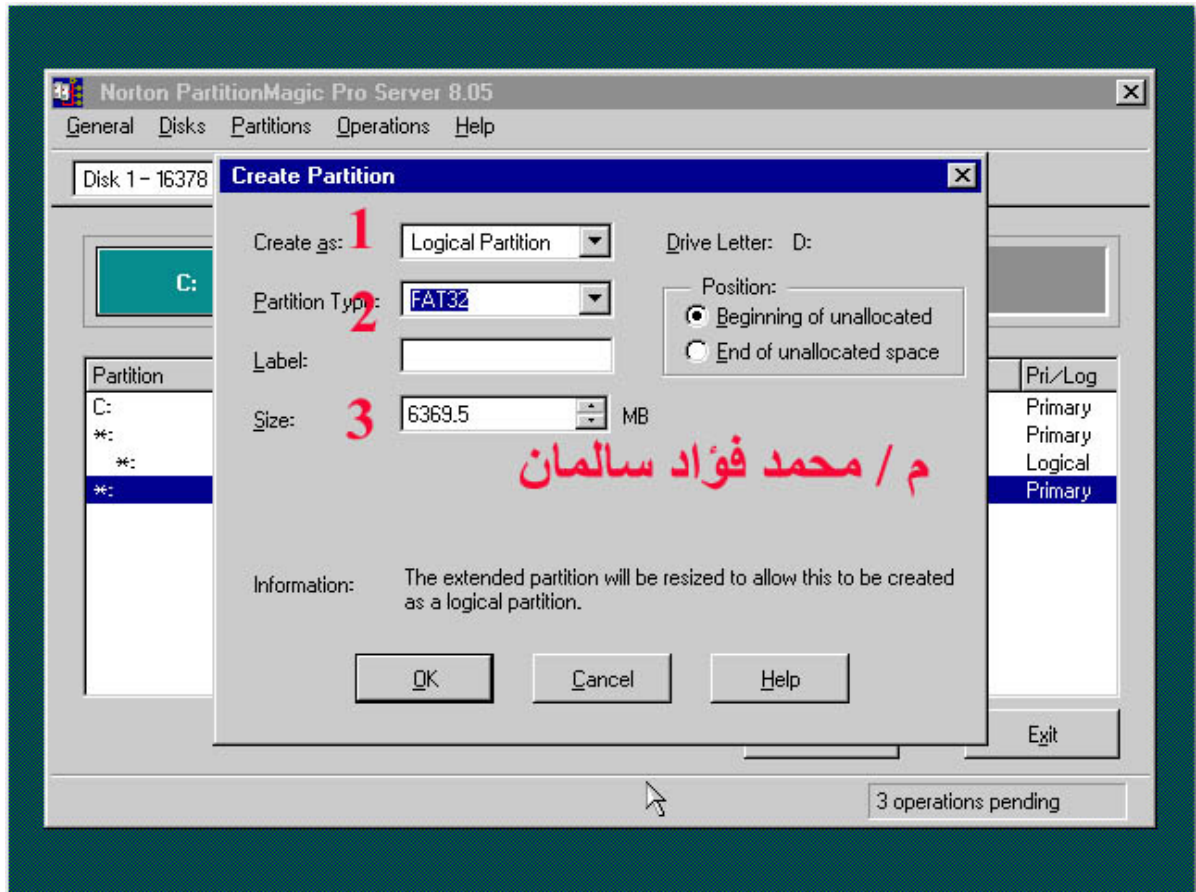 Norton PartitionMagic Pro Server 8.05
General Disks Partitions Operations Help
Disk 1 - 16378
Create Partition
Create as: 1 Logical Partition
Drive Letter: D:
C:
Partition Type: 2 FAT32
Position:
Beginning of unallocated
End of unallocated space
Label:
Size: 3 6369.5 MB
م / محمد فؤاد سالمان
Partition Pri/Log
C: Primary
*: Primary
*: Logical
*: Primary
Information: The extended partition will be resized to allow this to be created
as a logical partition.
OK Cancel Help
Exit
3 operations pending